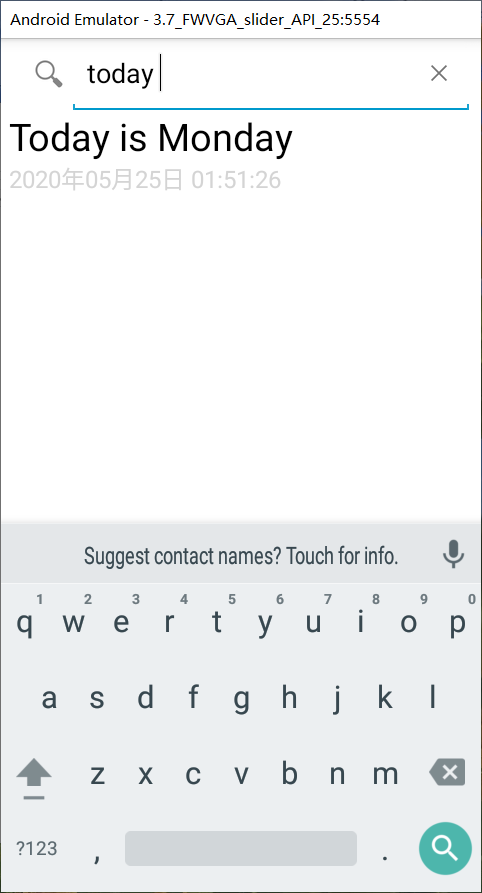 Android Emulator - 3.7_FWVGA_slider_API_25:5554
today
Today is Monday
2020年05月25日 01:51:26
Suggest contact names? Touch for info.
1 2 3 4 5 6 7 8 9 0
q w e r t y u i o p
a s d f g h j k l
z x c v b n m
?123 , .